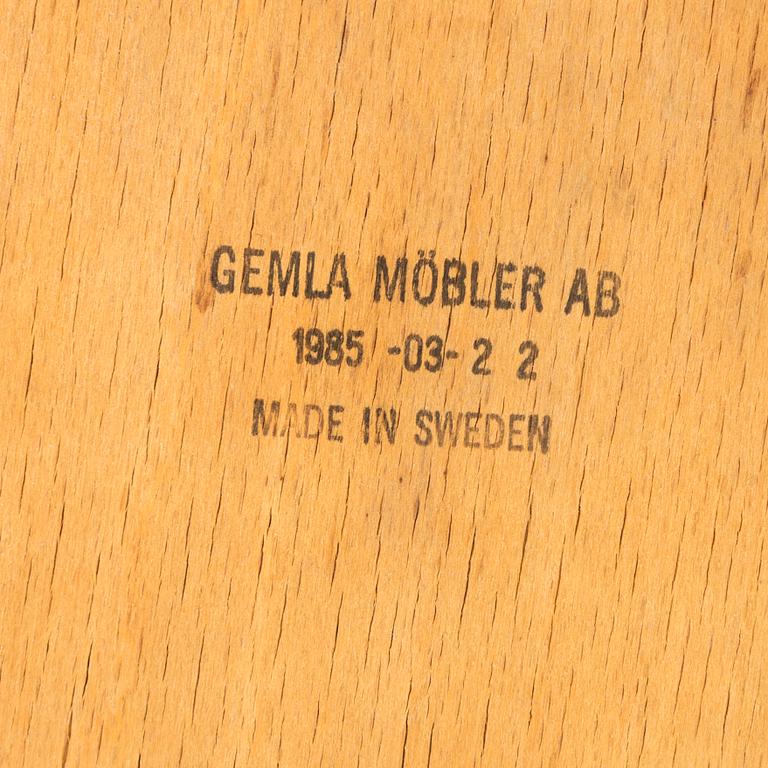 GEMLA MÖBLER AB
1985 -03- 2 2
MADE IN SWEDEN